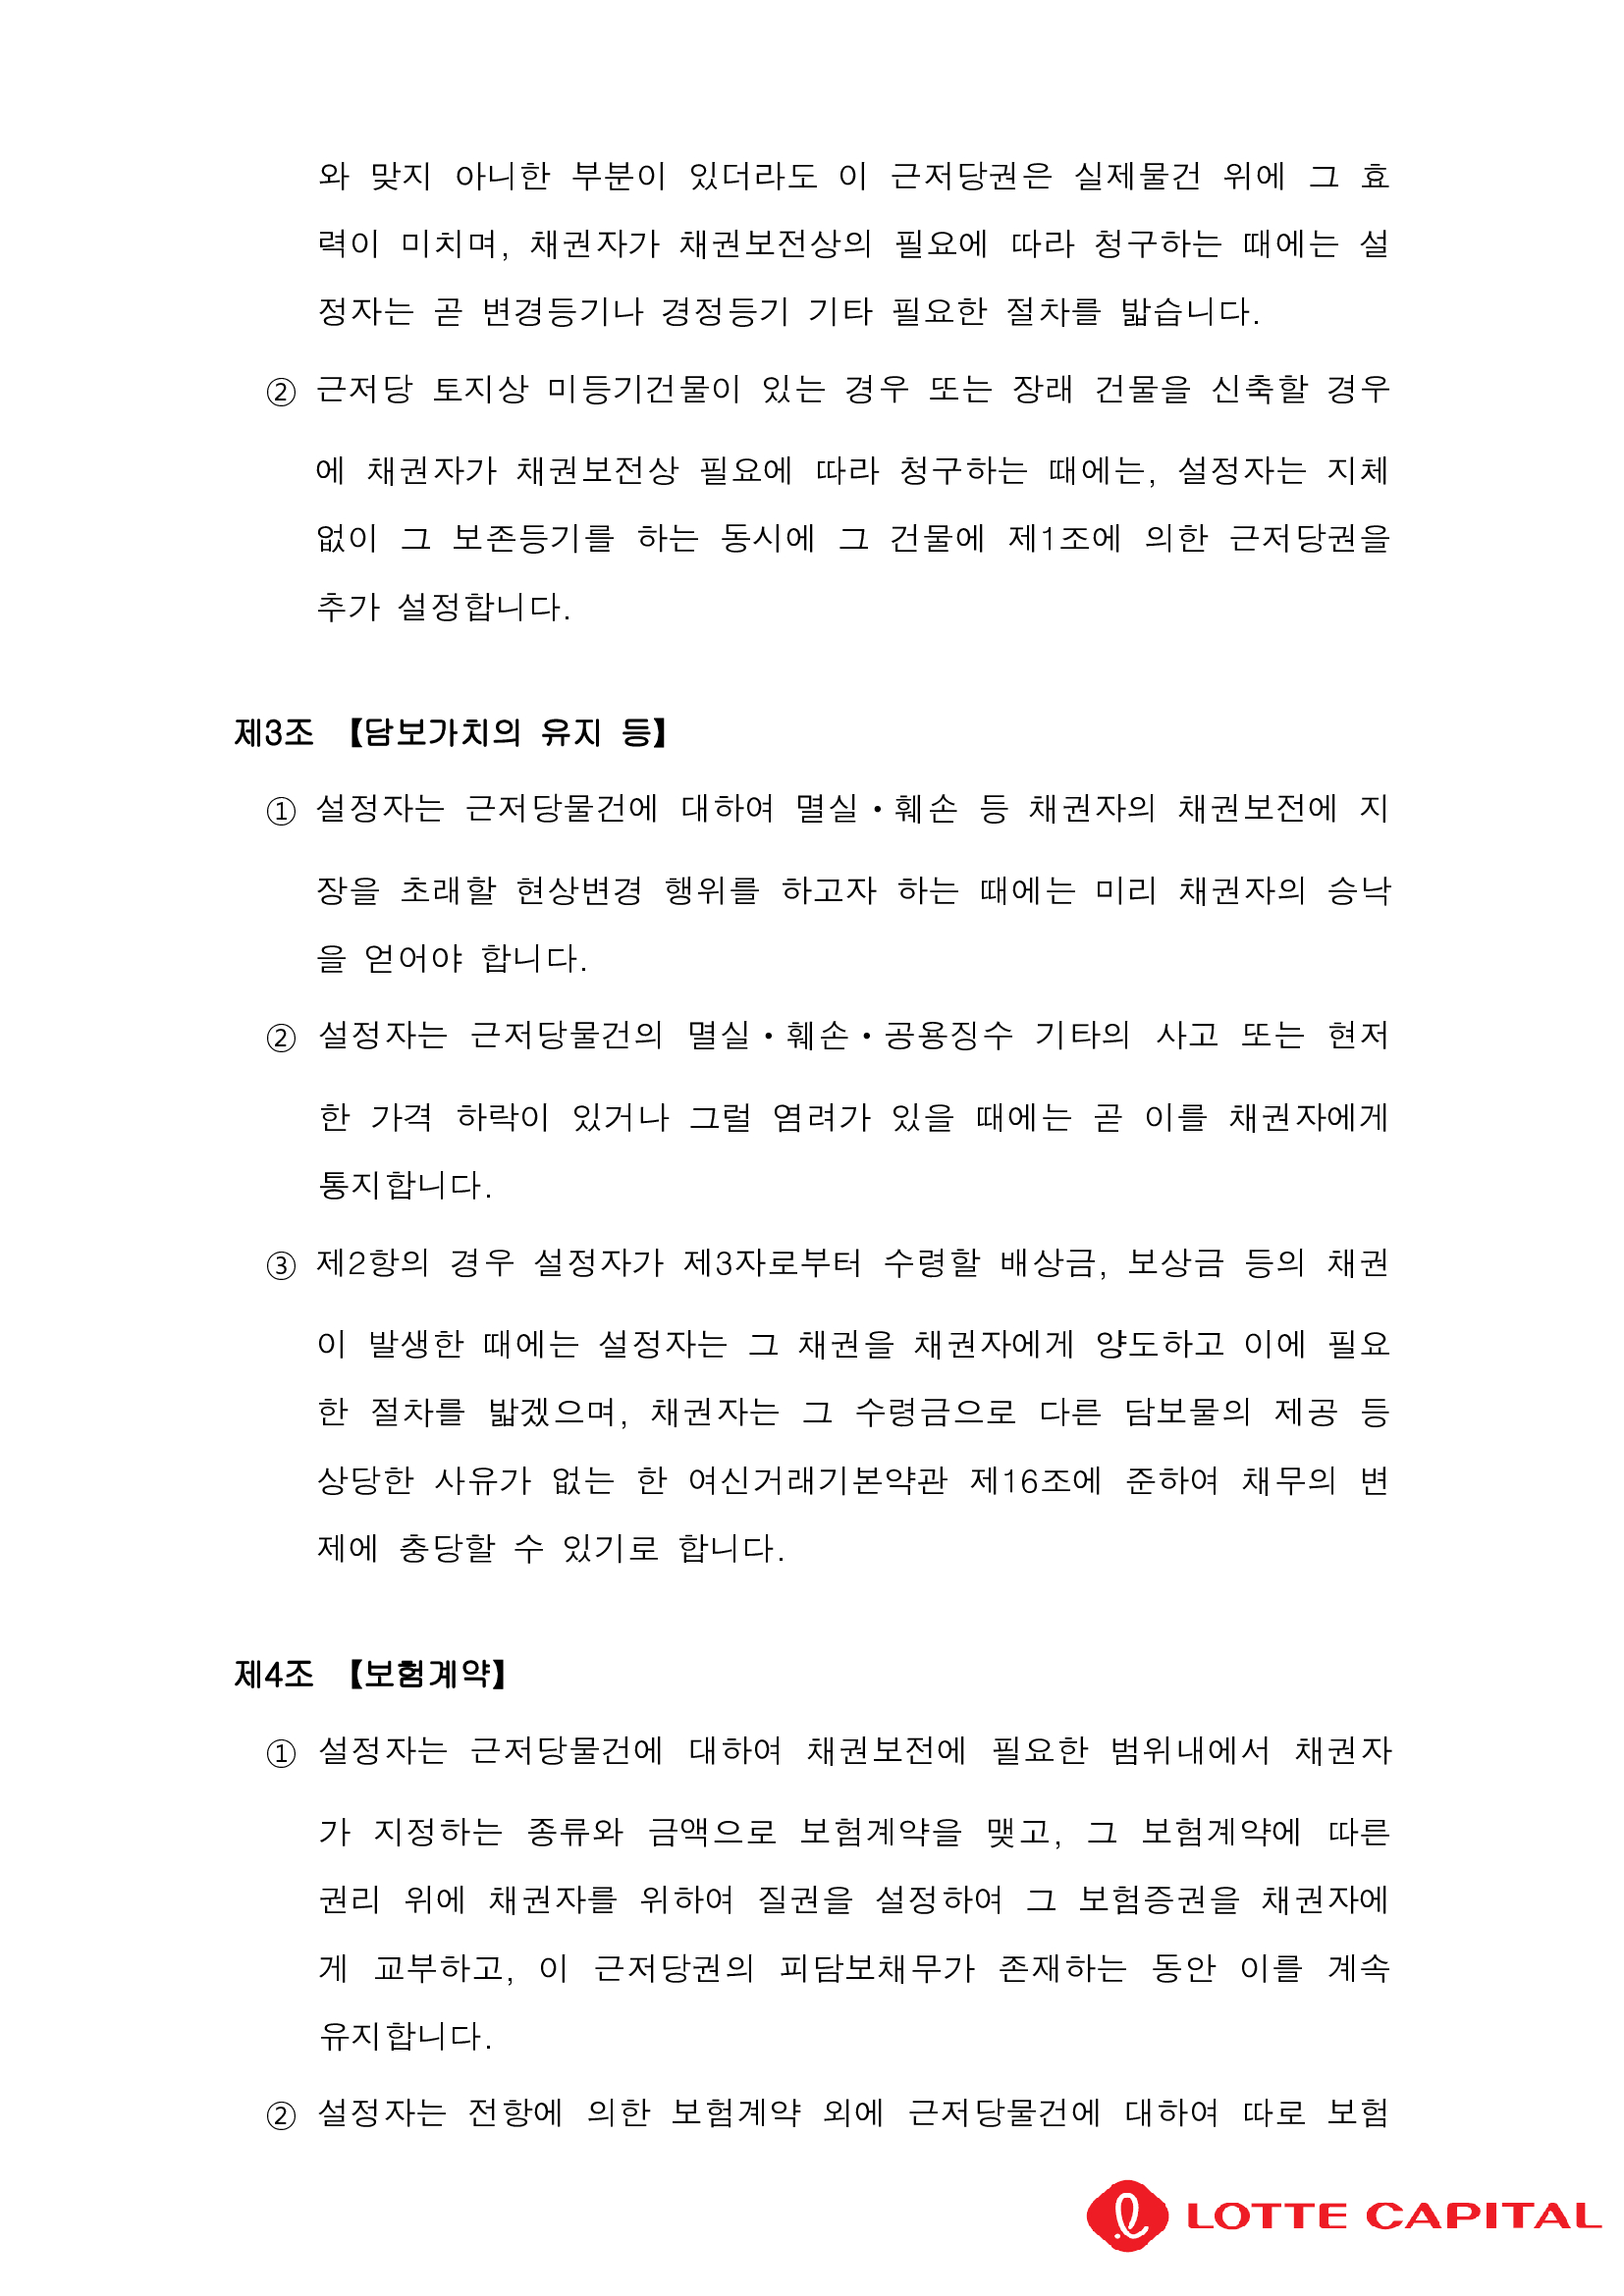 와 맞지 아니한 부분이 있더라도 이 근저당권은 실제물건 위에 그 효
력이 미치며, 채권자가 채권보전상의 필요에 따라 청구하는 때에는 설
정자는 곧 변경등기나 경정등기 기타 필요한 절차를 밟습니다.
② 근저당 토지상 미등기건물이 있는 경우 또는 장래 건물을 신축할 경우
에 채권자가 채권보전상 필요에 따라 청구하는 때에는, 설정자는 지체
없이 그 보존등기를 하는 동시에 그 건물에 제1조에 의한 근저당권을
추가 설정합니다.
제3조 【담보가치의 유지 등】
① 설정자는 근저당물건에 대하여 멸실·훼손 등 채권자의 채권보전에 지
장을 초래할 현상변경 행위를 하고자 하는 때에는 미리 채권자의 승낙
을 얻어야 합니다.
② 설정자는 근저당물건의 멸실·훼손·공용징수 기타의 사고 또는 현저
한 가격 하락이 있거나 그럴 염려가 있을 때에는 곧 이를 채권자에게
통지합니다.
③ 제2항의 경우 설정자가 제3자로부터 수령할 배상금, 보상금 등의 채권
이 발생한 때에는 설정자는 그 채권을 채권자에게 양도하고 이에 필요
한 절차를 밟겠으며, 채권자는 그 수령금으로 다른 담보물의 제공 등
상당한 사유가 없는 한 여신거래기본약관 제16조에 준하여 채무의 변
제에 충당할 수 있기로 합니다.
제4조 【보험계약】
① 설정자는 근저당물건에 대하여 채권보전에 필요한 범위내에서 채권자
가 지정하는 종류와 금액으로 보험계약을 맺고, 그 보험계약에 따른
권리 위에 채권자를 위하여 질권을 설정하여 그 보험증권을 채권자에
게 교부하고, 이 근저당권의 피담보채무가 존재하는 동안 이를 계속
유지합니다.
② 설정자는 전항에 의한 보험계약 외에 근저당물건에 대하여 따로 보험
LOTTE CAPITAL